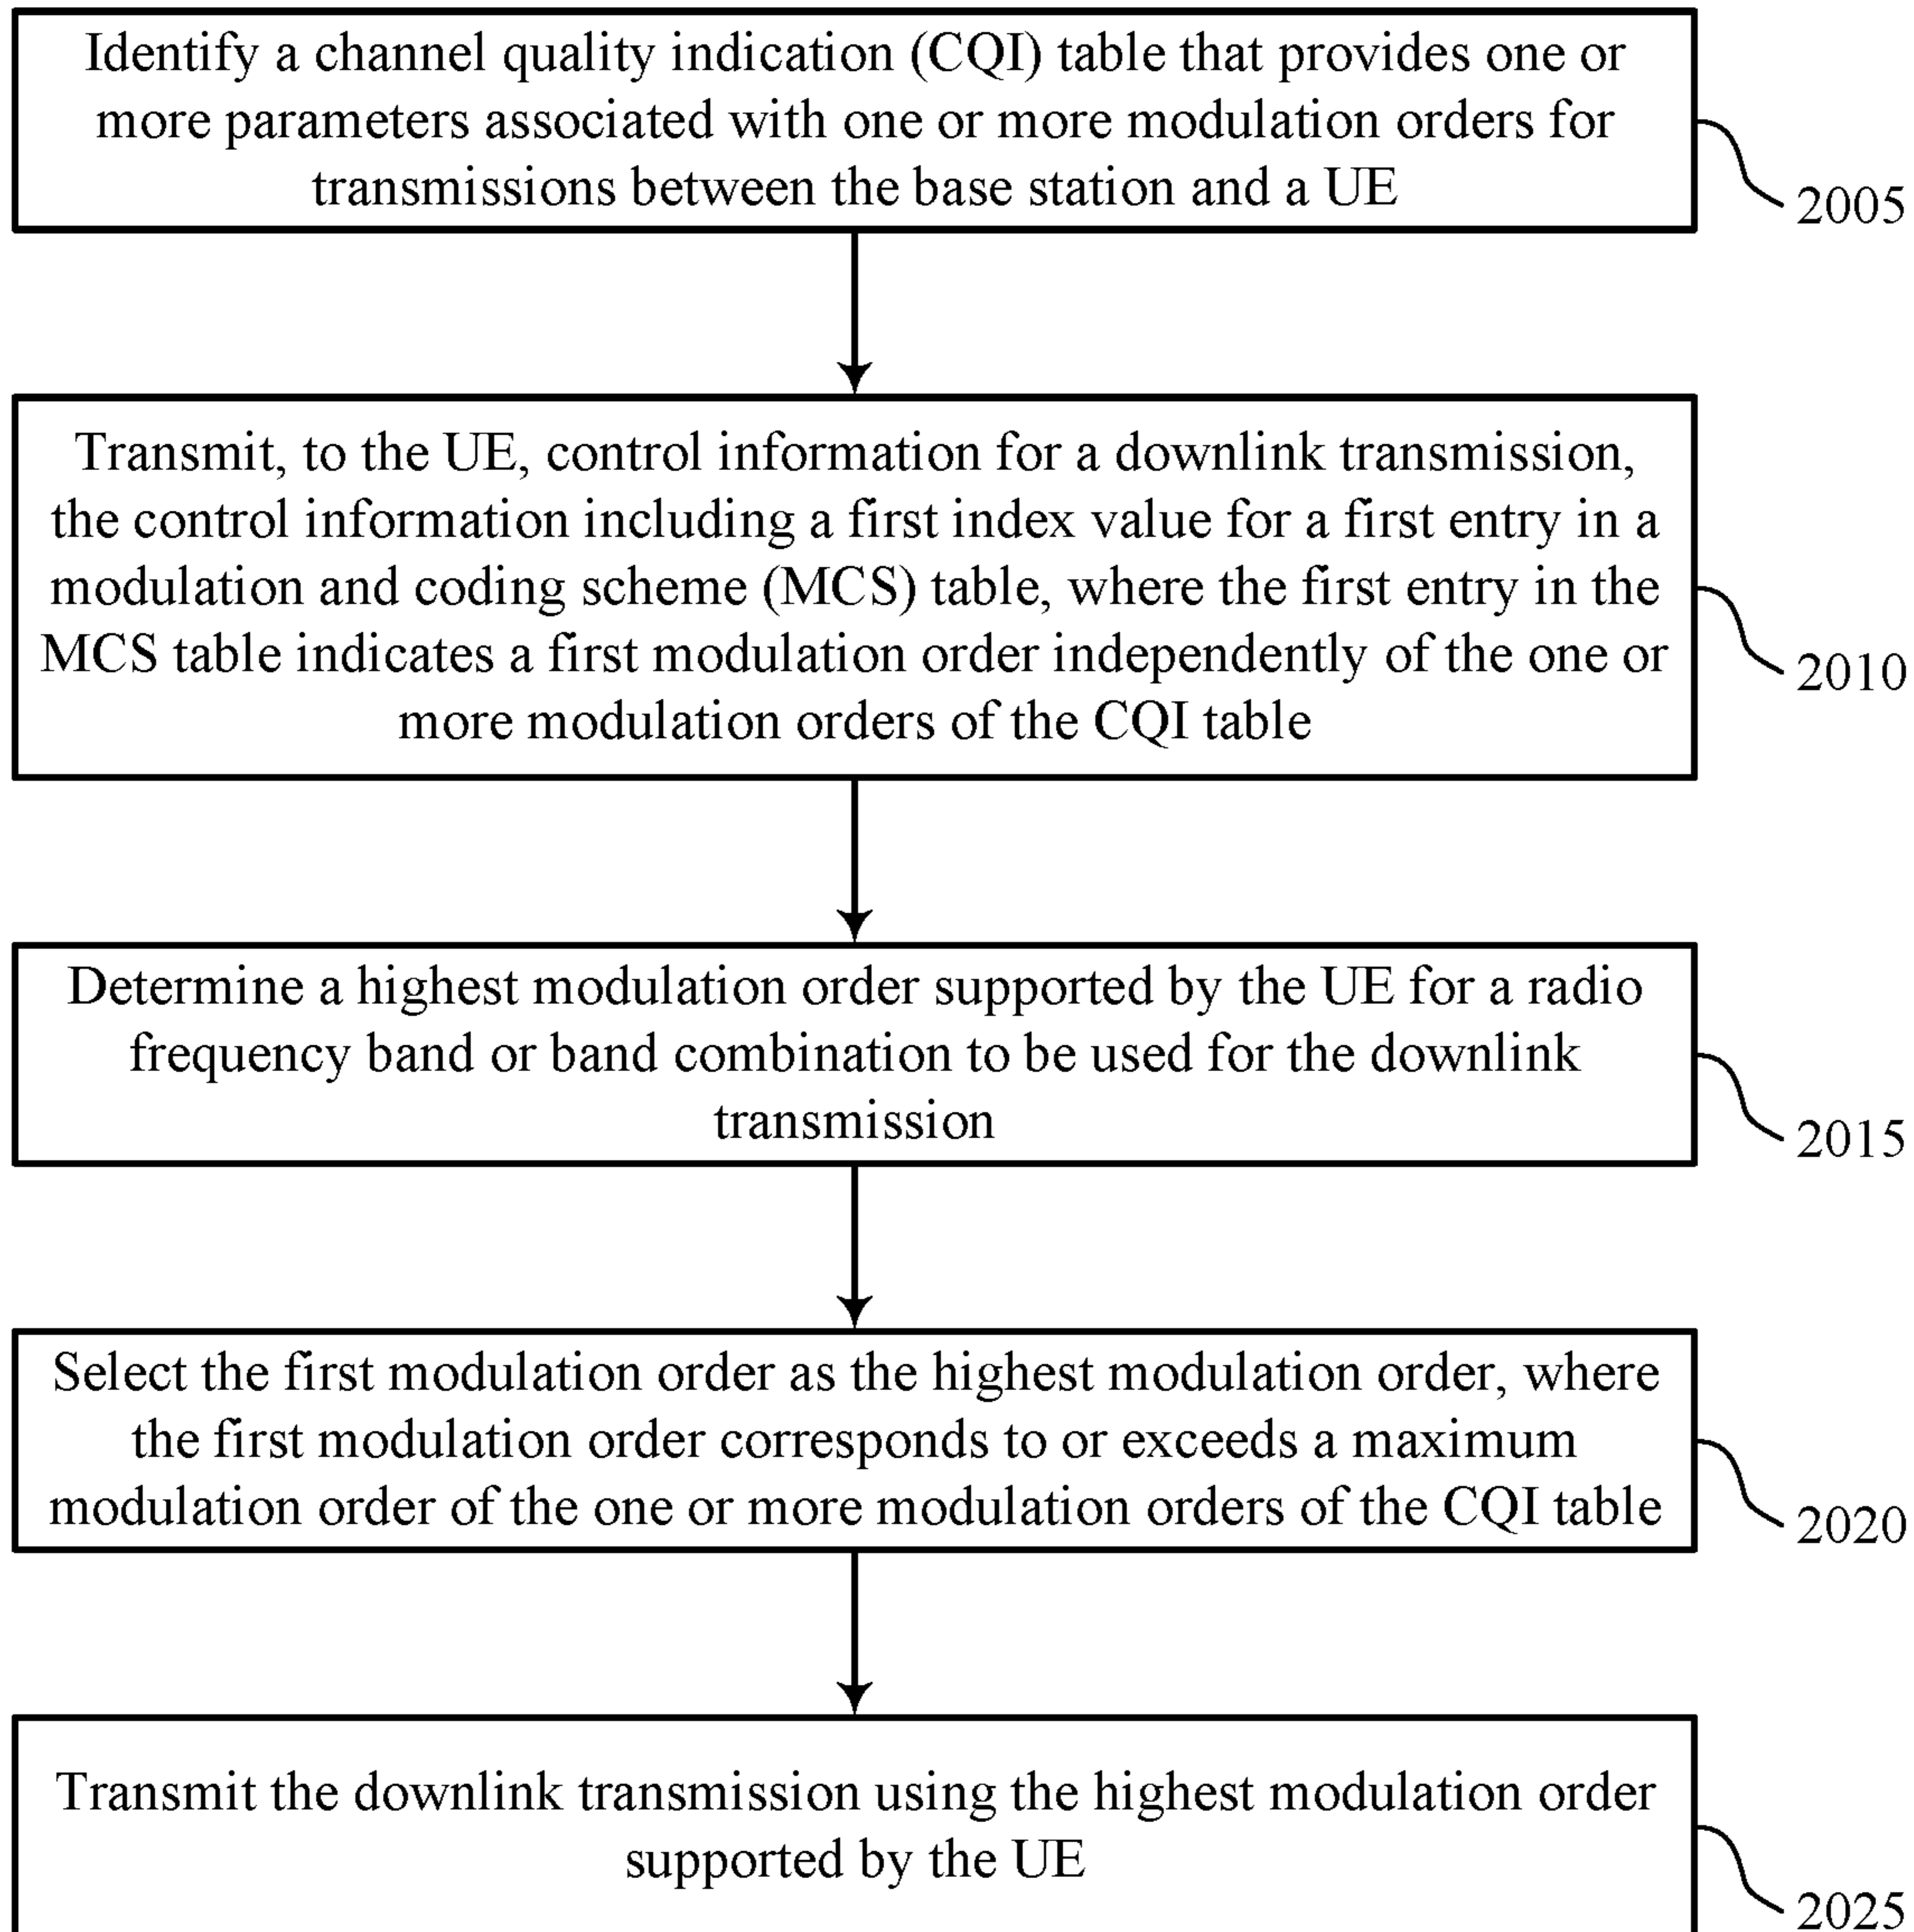 Identify a channel quality indication (CQI) table that provides one or
more parameters associated with one or more modulation orders for
transmissions between the base station and a UE
2005
Transmit, to the UE, control information for a downlink transmission,
the control information including a first index value for a first entry in a
modulation and coding scheme (MCS) table, where the first entry in the
MCS table indicates a first modulation order independently of the one or
more modulation orders of the CQI table
2010
Determine a highest modulation order supported by the UE for a radio
frequency band or band combination to be used for the downlink
transmission
2015
Select the first modulation order as the highest modulation order, where
the first modulation order corresponds to or exceeds a maximum
modulation order of the one or more modulation orders of the CQI table
2020
Transmit the downlink transmission using the highest modulation order
supported by the UE
2025